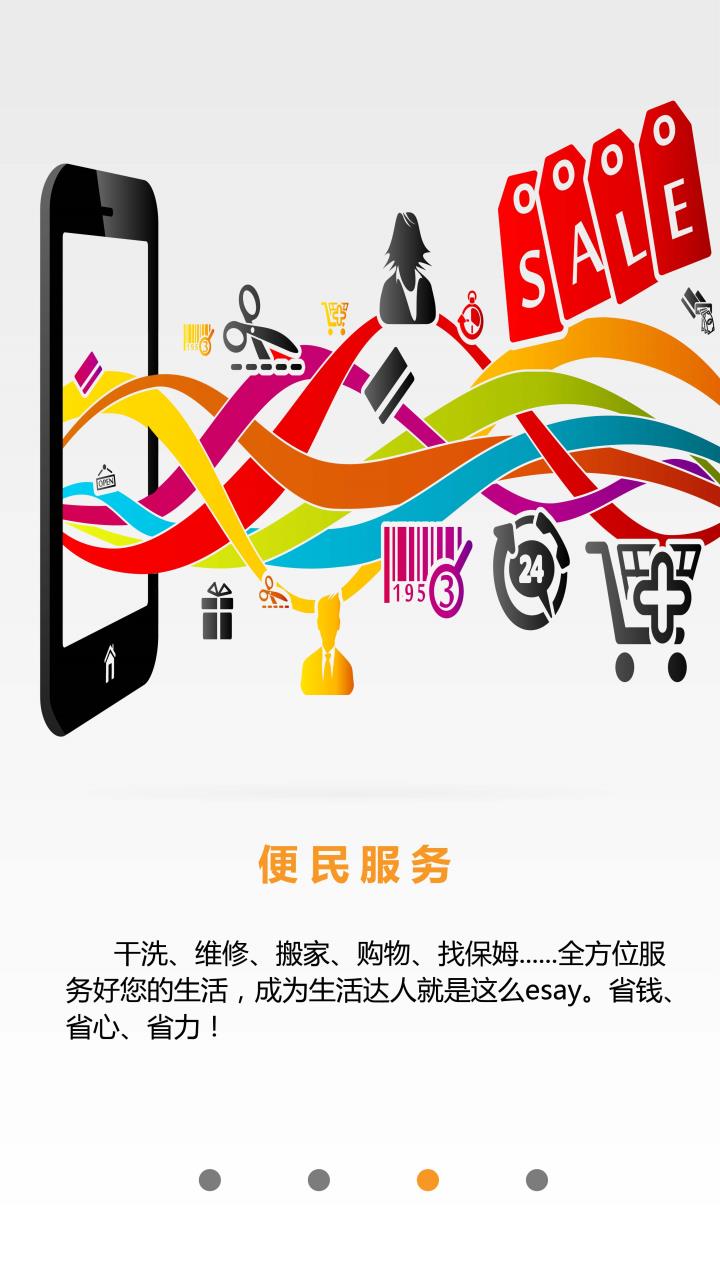 SALE
195 3
OPEN
195 3
24
便民服务
干洗、维修、搬家、购物、找保姆......全方位服
务好您的生活，成为生活达人就是这么esay。省钱、
省心、省力！